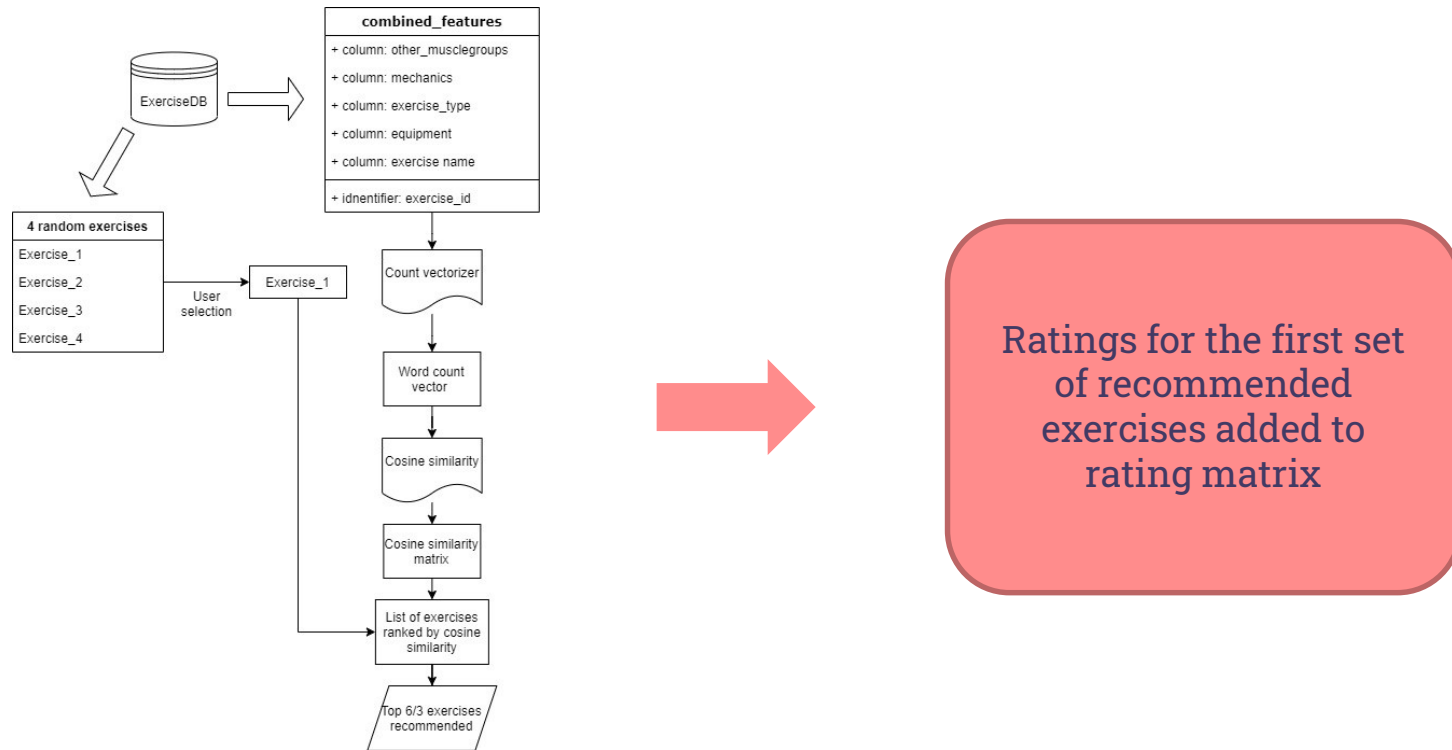 combined_features
+ column: other_musclegroups
+ column: mechanics
+ column: exercise_type
+ column: equipment
+ column: exercise name
+ idnentifier: exercise_id
ExerciseDB
4 random exercises
Exercise_1
Exercise_2
Exercise_3
Exercise_4
User
selection
Exercise_1
Count vectorizer
Word count
vector
Cosine similarity
Cosine similarity
matrix
List of exercises
ranked by cosine
similarity
Top 6/3 exercises
recommended
Ratings for the first set
of recommended
exercises added to
rating matrix